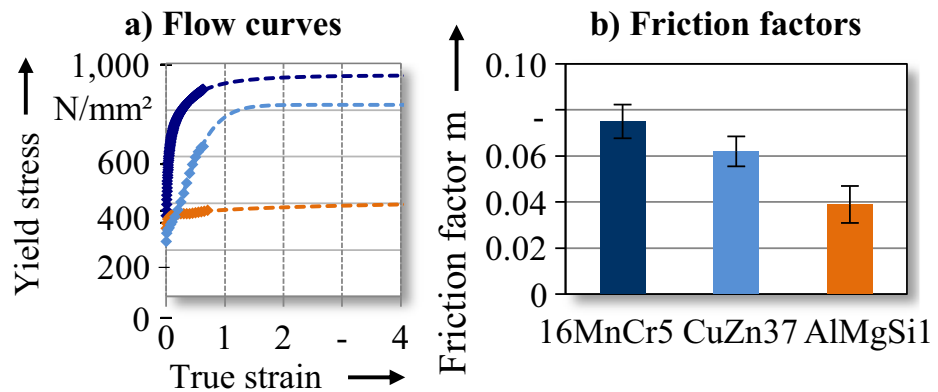 a) Flow curves
Yield stress
1,000
N/mm²
600
400
200
0
0 1 2 - 4
True strain
b) Friction factors
Friction factor m
0.10
-
0.06
0.04
0.02
0
16MnCr5 CuZn37 AlMgSi1